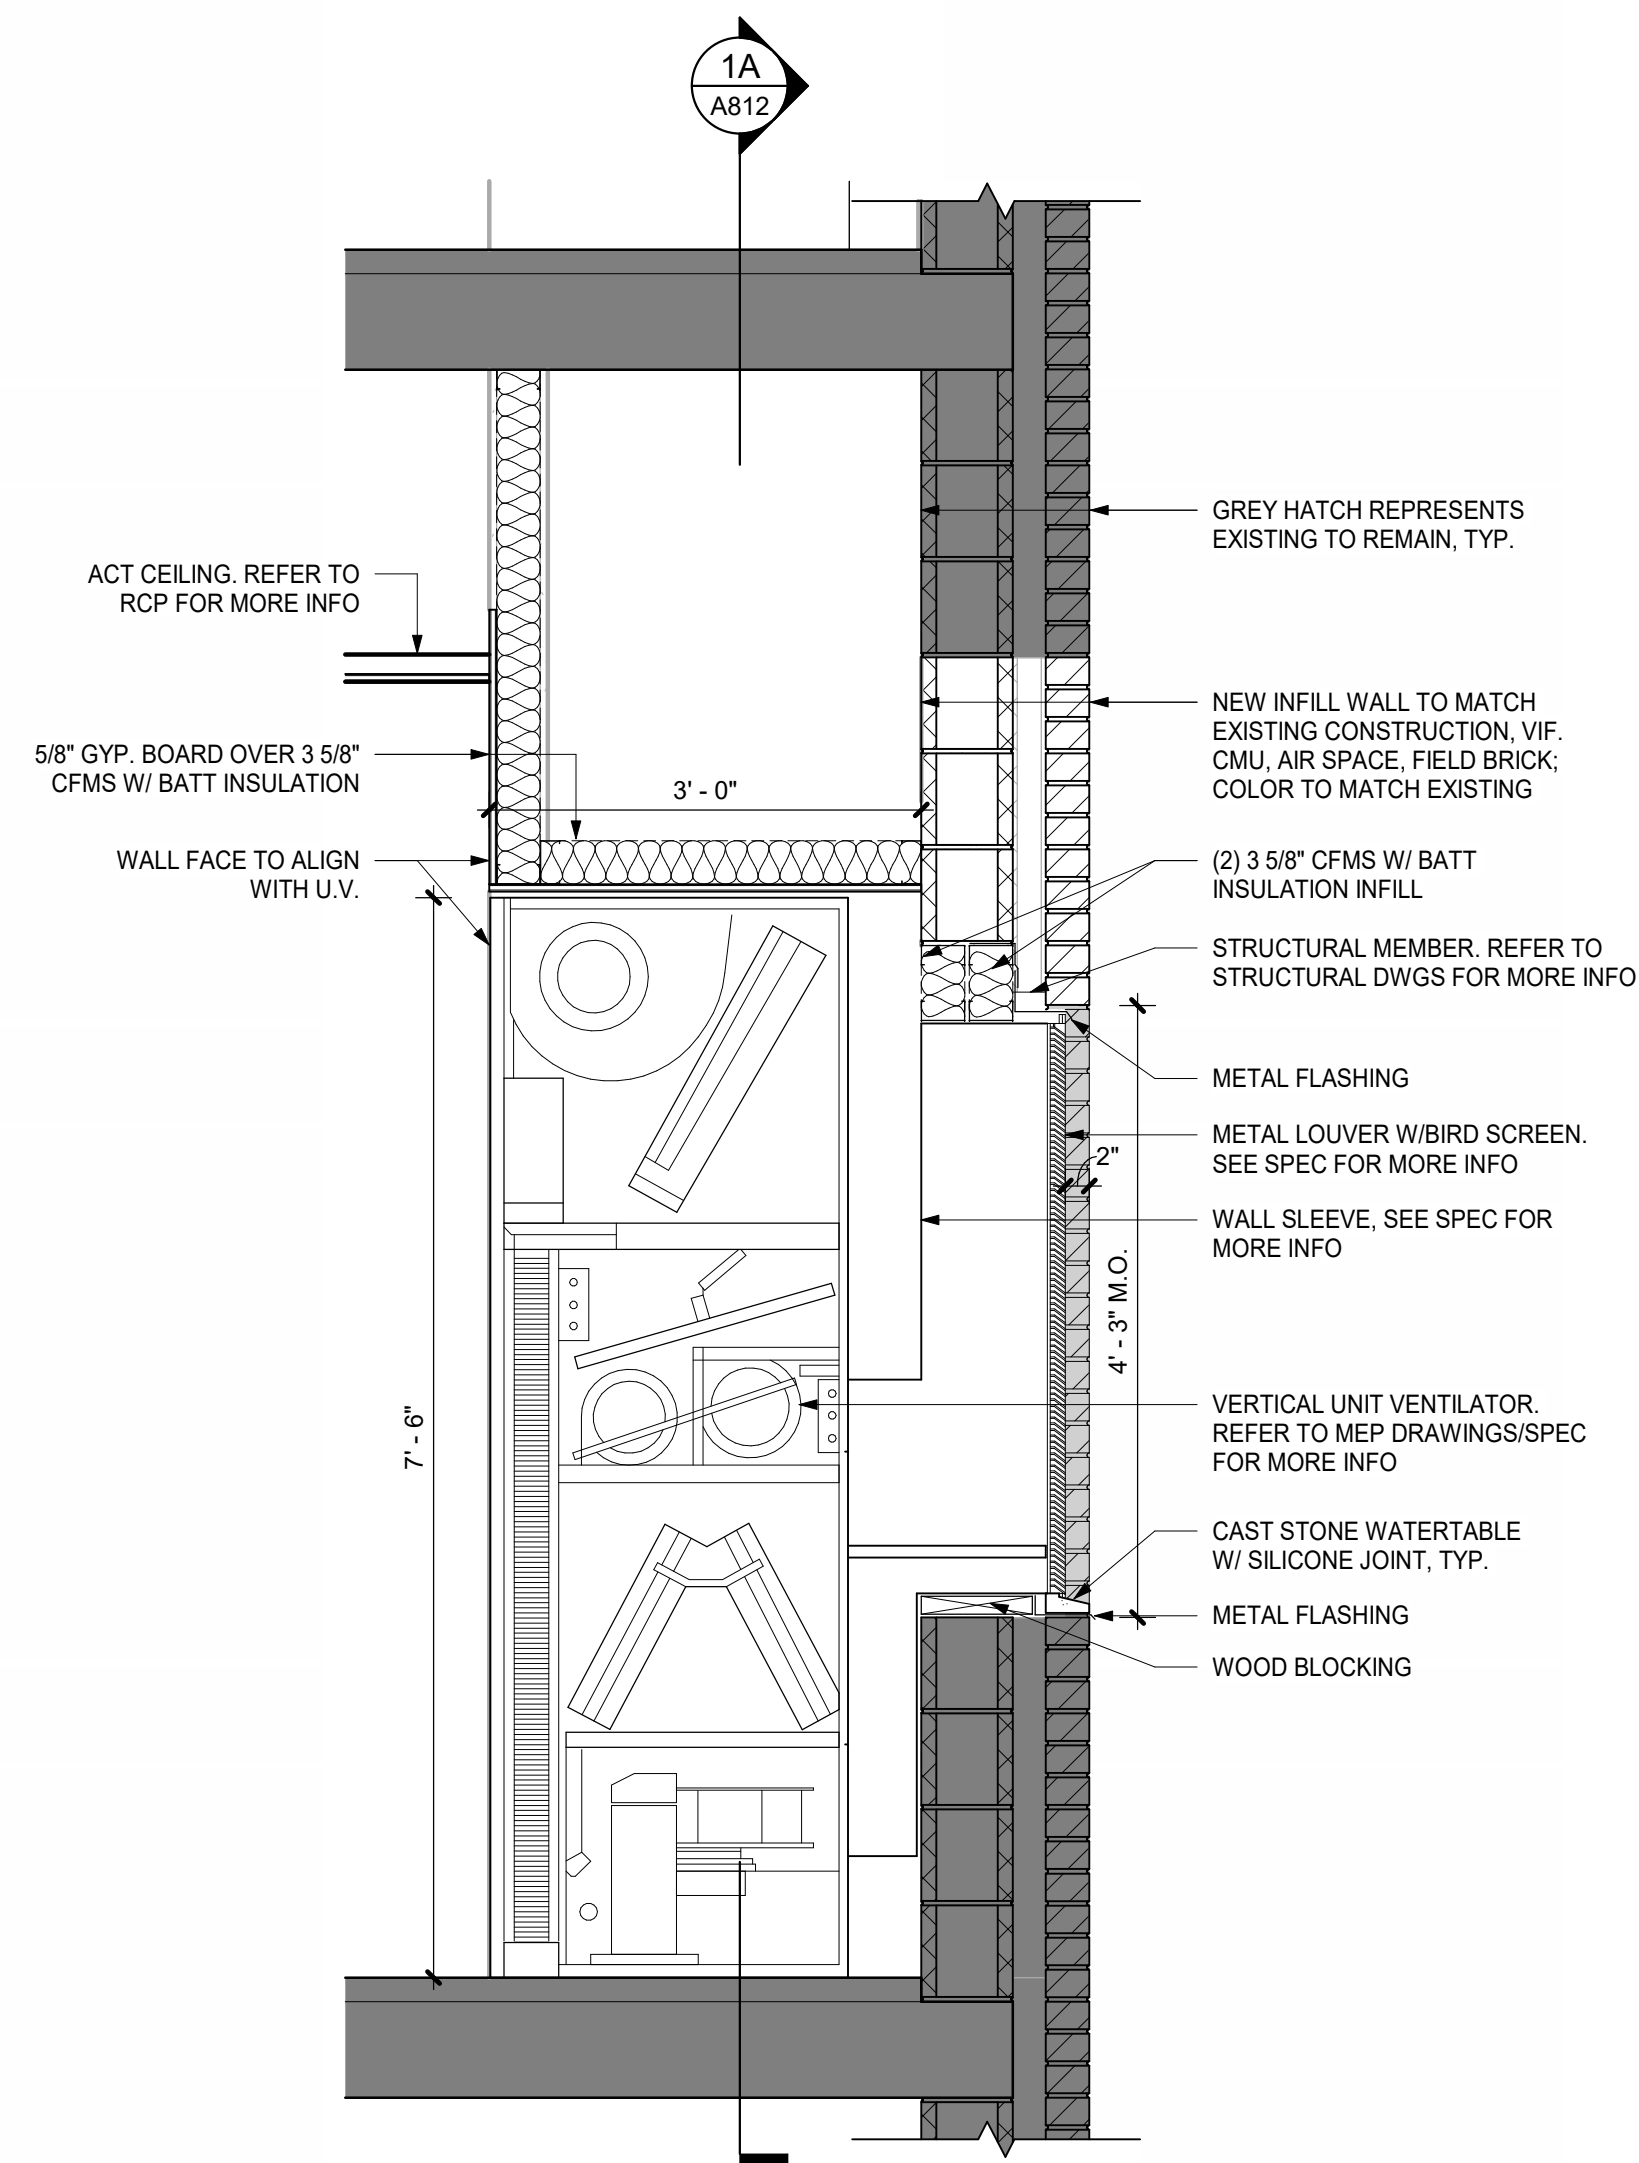 1A
A812
GREY HATCH REPRESENTS
EXISTING TO REMAIN, TYP.
ACT CEILING. REFER TO
RCP FOR MORE INFO
NEW INFILL WALL TO MATCH
EXISTING CONSTRUCTION, VIF.
CMU, AIR SPACE, FIELD BRICK;
COLOR TO MATCH EXISTING
5/8" GYP. BOARD OVER 3 5/8"
CFMS W/ BATT INSULATION
3' - 0"
WALL FACE TO ALIGN
WITH U.V.
(2) 3 5/8" CFMS W/ BATT
INSULATION INFILL
STRUCTURAL MEMBER. REFER TO
STRUCTURAL DWGS FOR MORE INFO
METAL FLASHING
METAL LOUVER W/BIRD SCREEN.
SEE SPEC FOR MORE INFO
2"
WALL SLEEVE, SEE SPEC FOR
MORE INFO
4' - 3" M.O.
7' - 6"
VERTICAL UNIT VENTILATOR.
REFER TO MEP DRAWINGS/SPEC
FOR MORE INFO
CAST STONE WATERTABLE
W/ SILICONE JOINT, TYP.
METAL FLASHING
WOOD BLOCKING